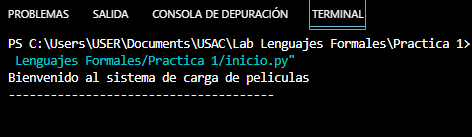 PROBLEMAS SALIDA CONSOLA DE DEPURACIÓN TERMINAL
PS C:\Users\USER\Documents\USAC\Lab Lenguajes Formales\Practica 1>
Lenguajes Formales/Practica 1/inicio.py"
Bienvenido al sistema de carga de peliculas
-------------------------------------